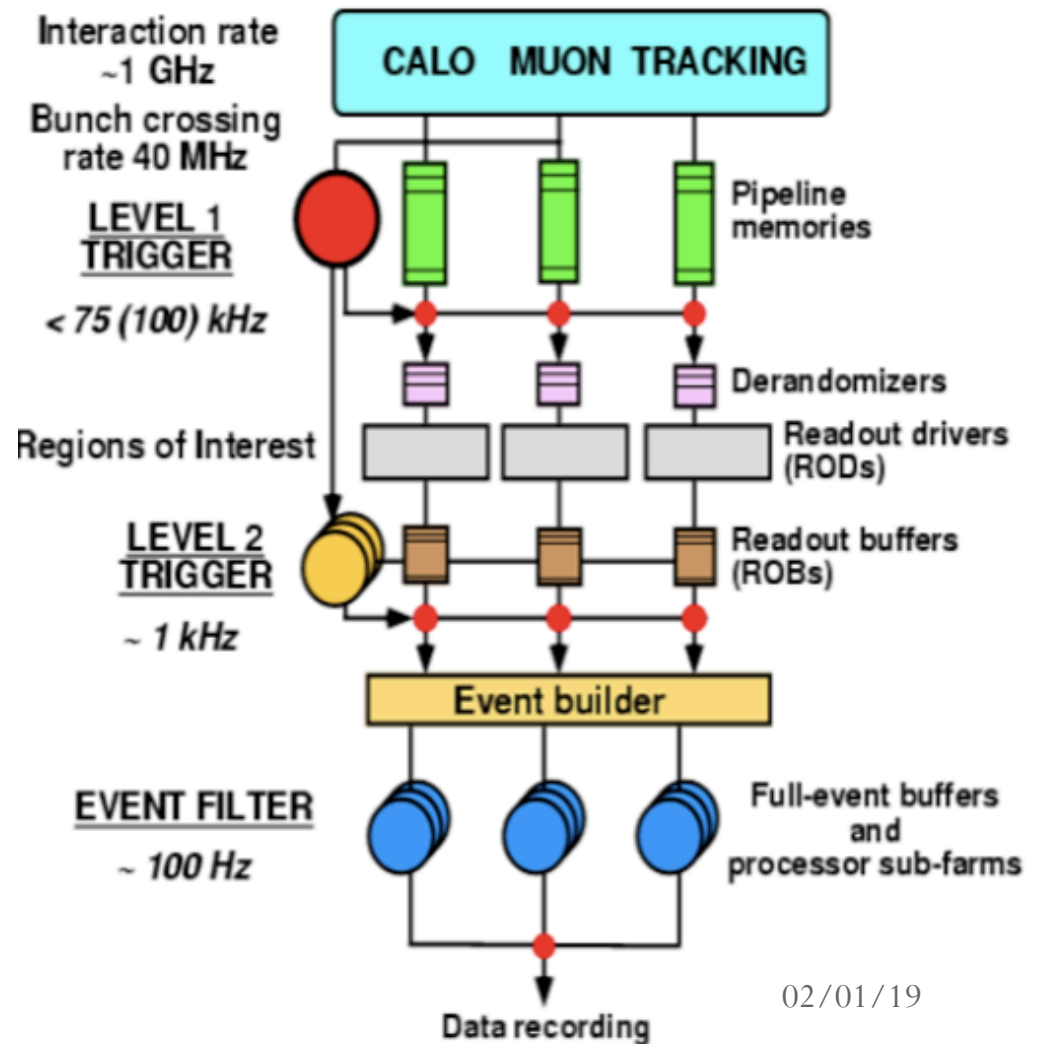 Interaction rate
~1 GHz
Bunch crossing
rate 40 MHz
CALO MUON TRACKING
LEVEL 1
TRIGGER
< 75 (100) kHz
Pipeline
memories
Derandomizers
Regions of Interest
Readout drivers
(RODs)
LEVEL 2
TRIGGER
~ 1 kHz
Readout buffers
(ROBs)
Event builder
EVENT FILTER
~ 100 Hz
Full-event buffers
and
processor sub-farms
02/01/19
Data recording